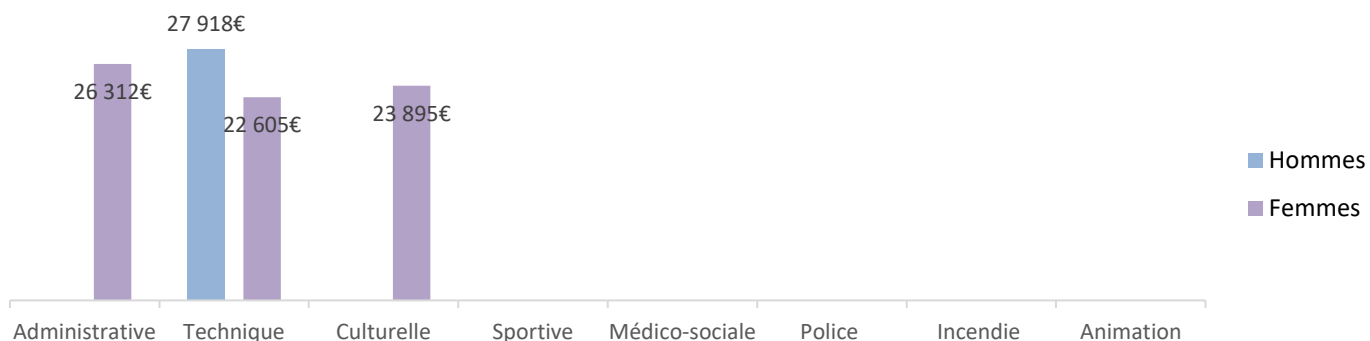 27 918€
26 312€
22 605€
23 895€
Hommes
Femmes
Administrative
Technique
Culturelle
Sportive
Médico-sociale
Police
Incendie
Animation